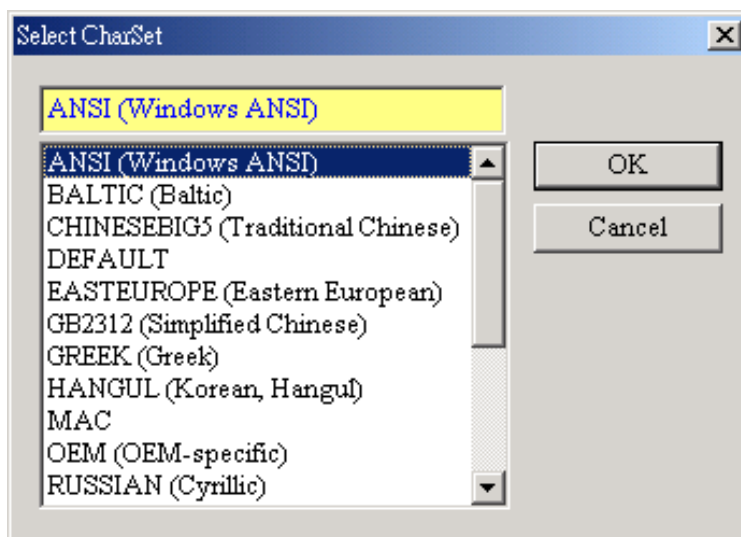 Select CharSet
ANSI (Windows ANSI)
ANSI (Windows ANSI)
BALTIC (Baltic)
CHINESEBIG5 (Traditional Chinese)
DEFAULT
EASTEUROPE (Eastern European)
GB2312 (Simplified Chinese)
GREEK (Greek)
HANGUL (Korean, Hangul)
MAC
OEM (OEM-specific)
RUSSIAN (Cyrillic)
OK
Cancel